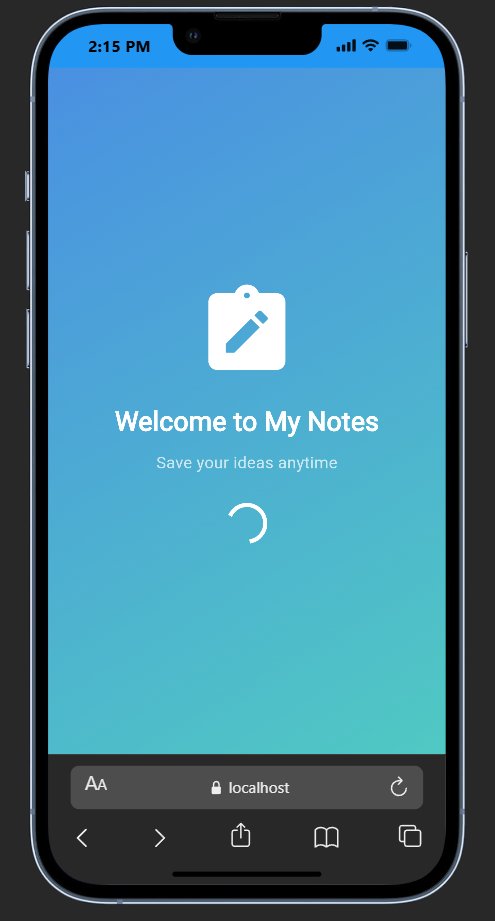 2:15 PM
Welcome to My Notes
Save your ideas anytime
AA
localhost